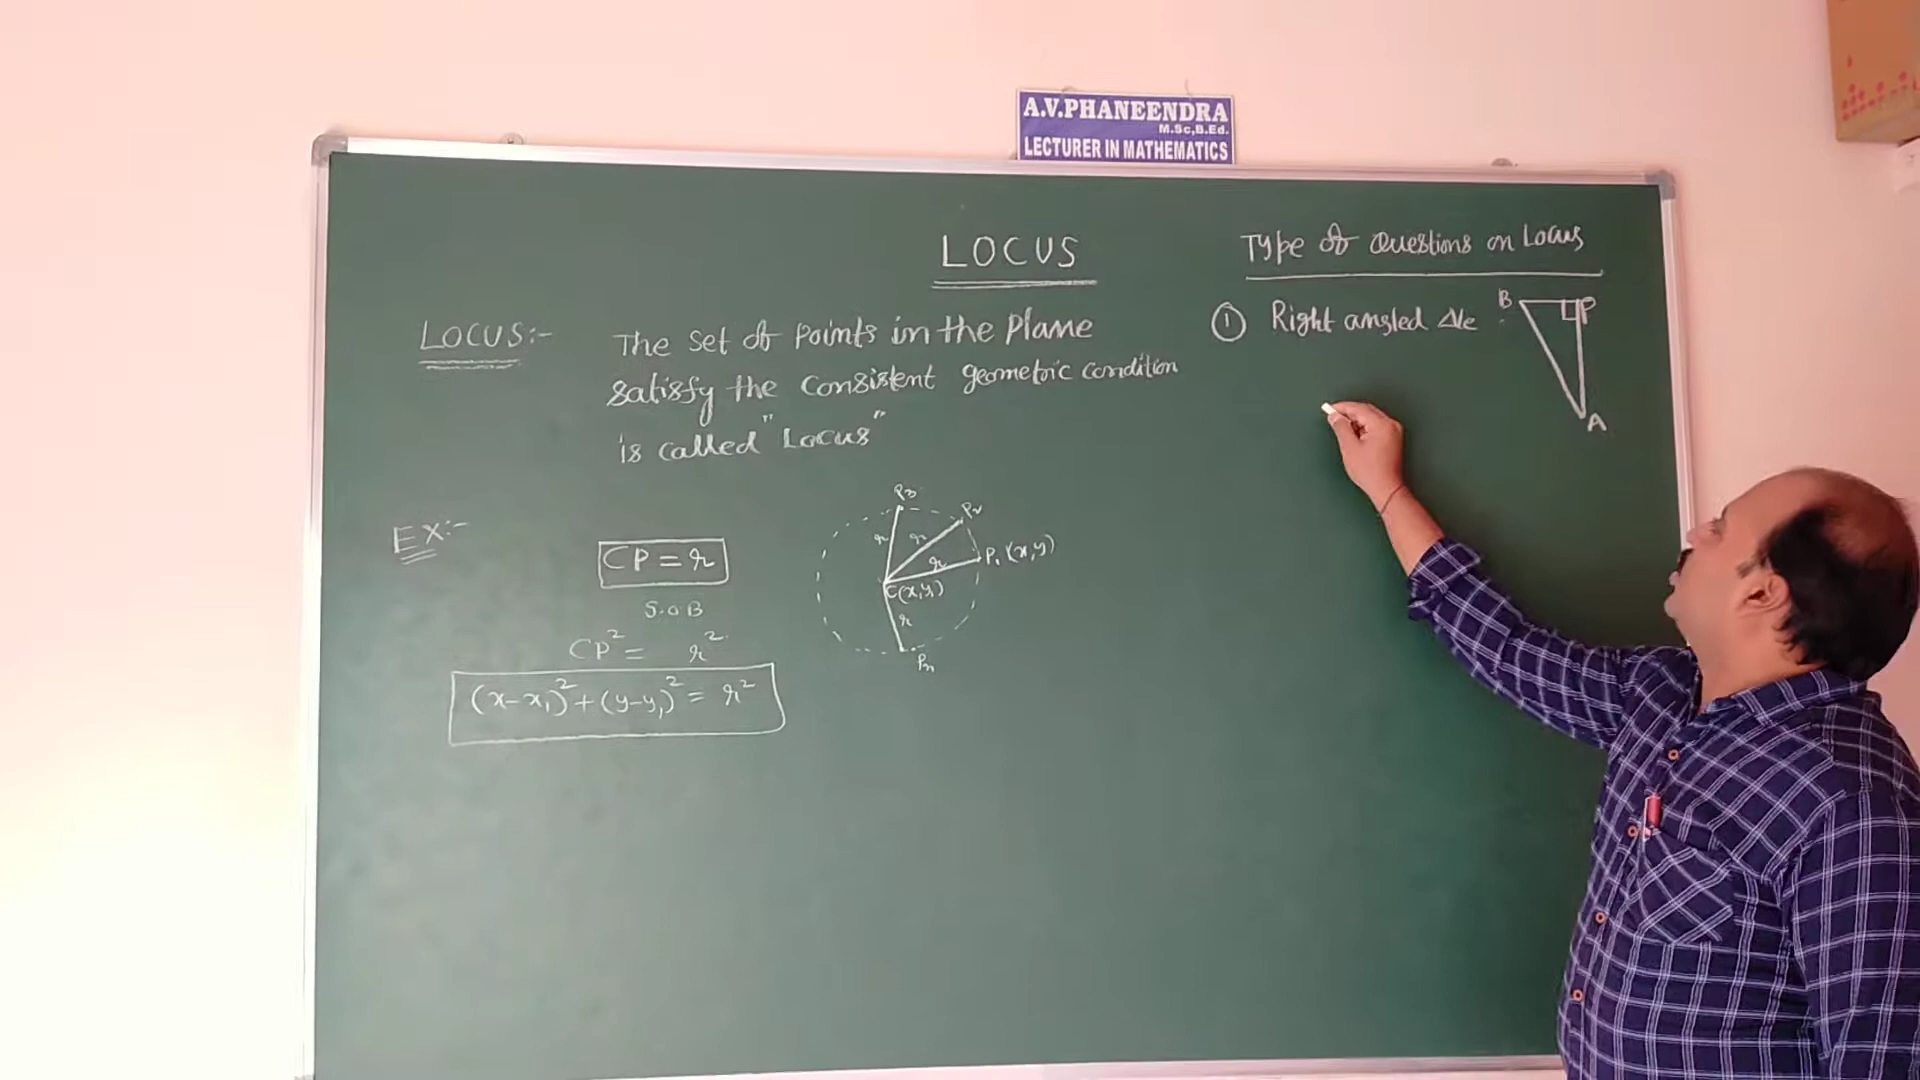 A.V.PHANEENDRA
M.Sc,B.Ed.
LECTURER IN MATHEMATICS
LOCUS
LOCUS:-
The set of points in the plane
satisfy the consistent geometric condition
is called "Locus"
EX:-
CP = r
S.O.B
CP² = r²
(x-x₁)² + (y-y₁)² = r²
P₃
P₂
P₁(x,y)
r
r
r
C(x₁y₁)
r
Pn
Type of Questions on Locus
① Right angled Δle
B
P
A